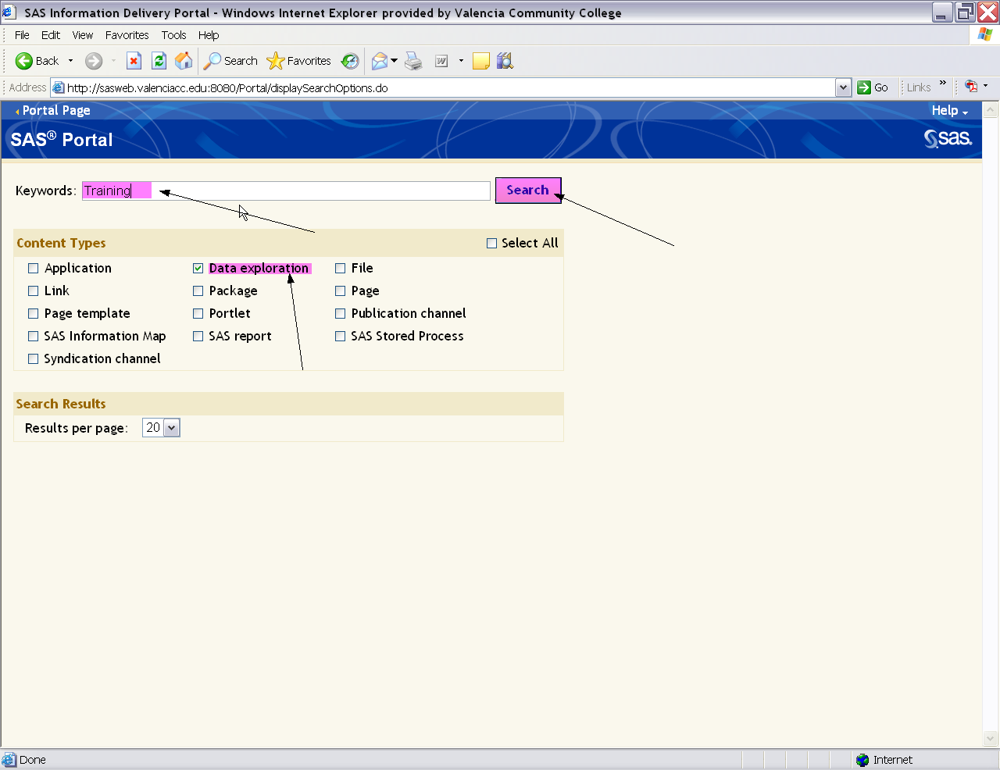 SAS Information Delivery Portal - Windows Internet Explorer provided by Valencia Community College
File Edit View Favorites Tools Help
Back Search Favorites
Address http://sasweb.valenciacc.edu:8080/Portal/displaySearchOptions.do Go Links »
Portal Page Help
SAS® Portal sas.
Keywords: Training Search
Content Types Select All
Application Data exploration File
Link Package Page
Page template Portlet Publication channel
SAS Information Map SAS report SAS Stored Process
Syndication channel
Search Results
Results per page: 20
Done Internet